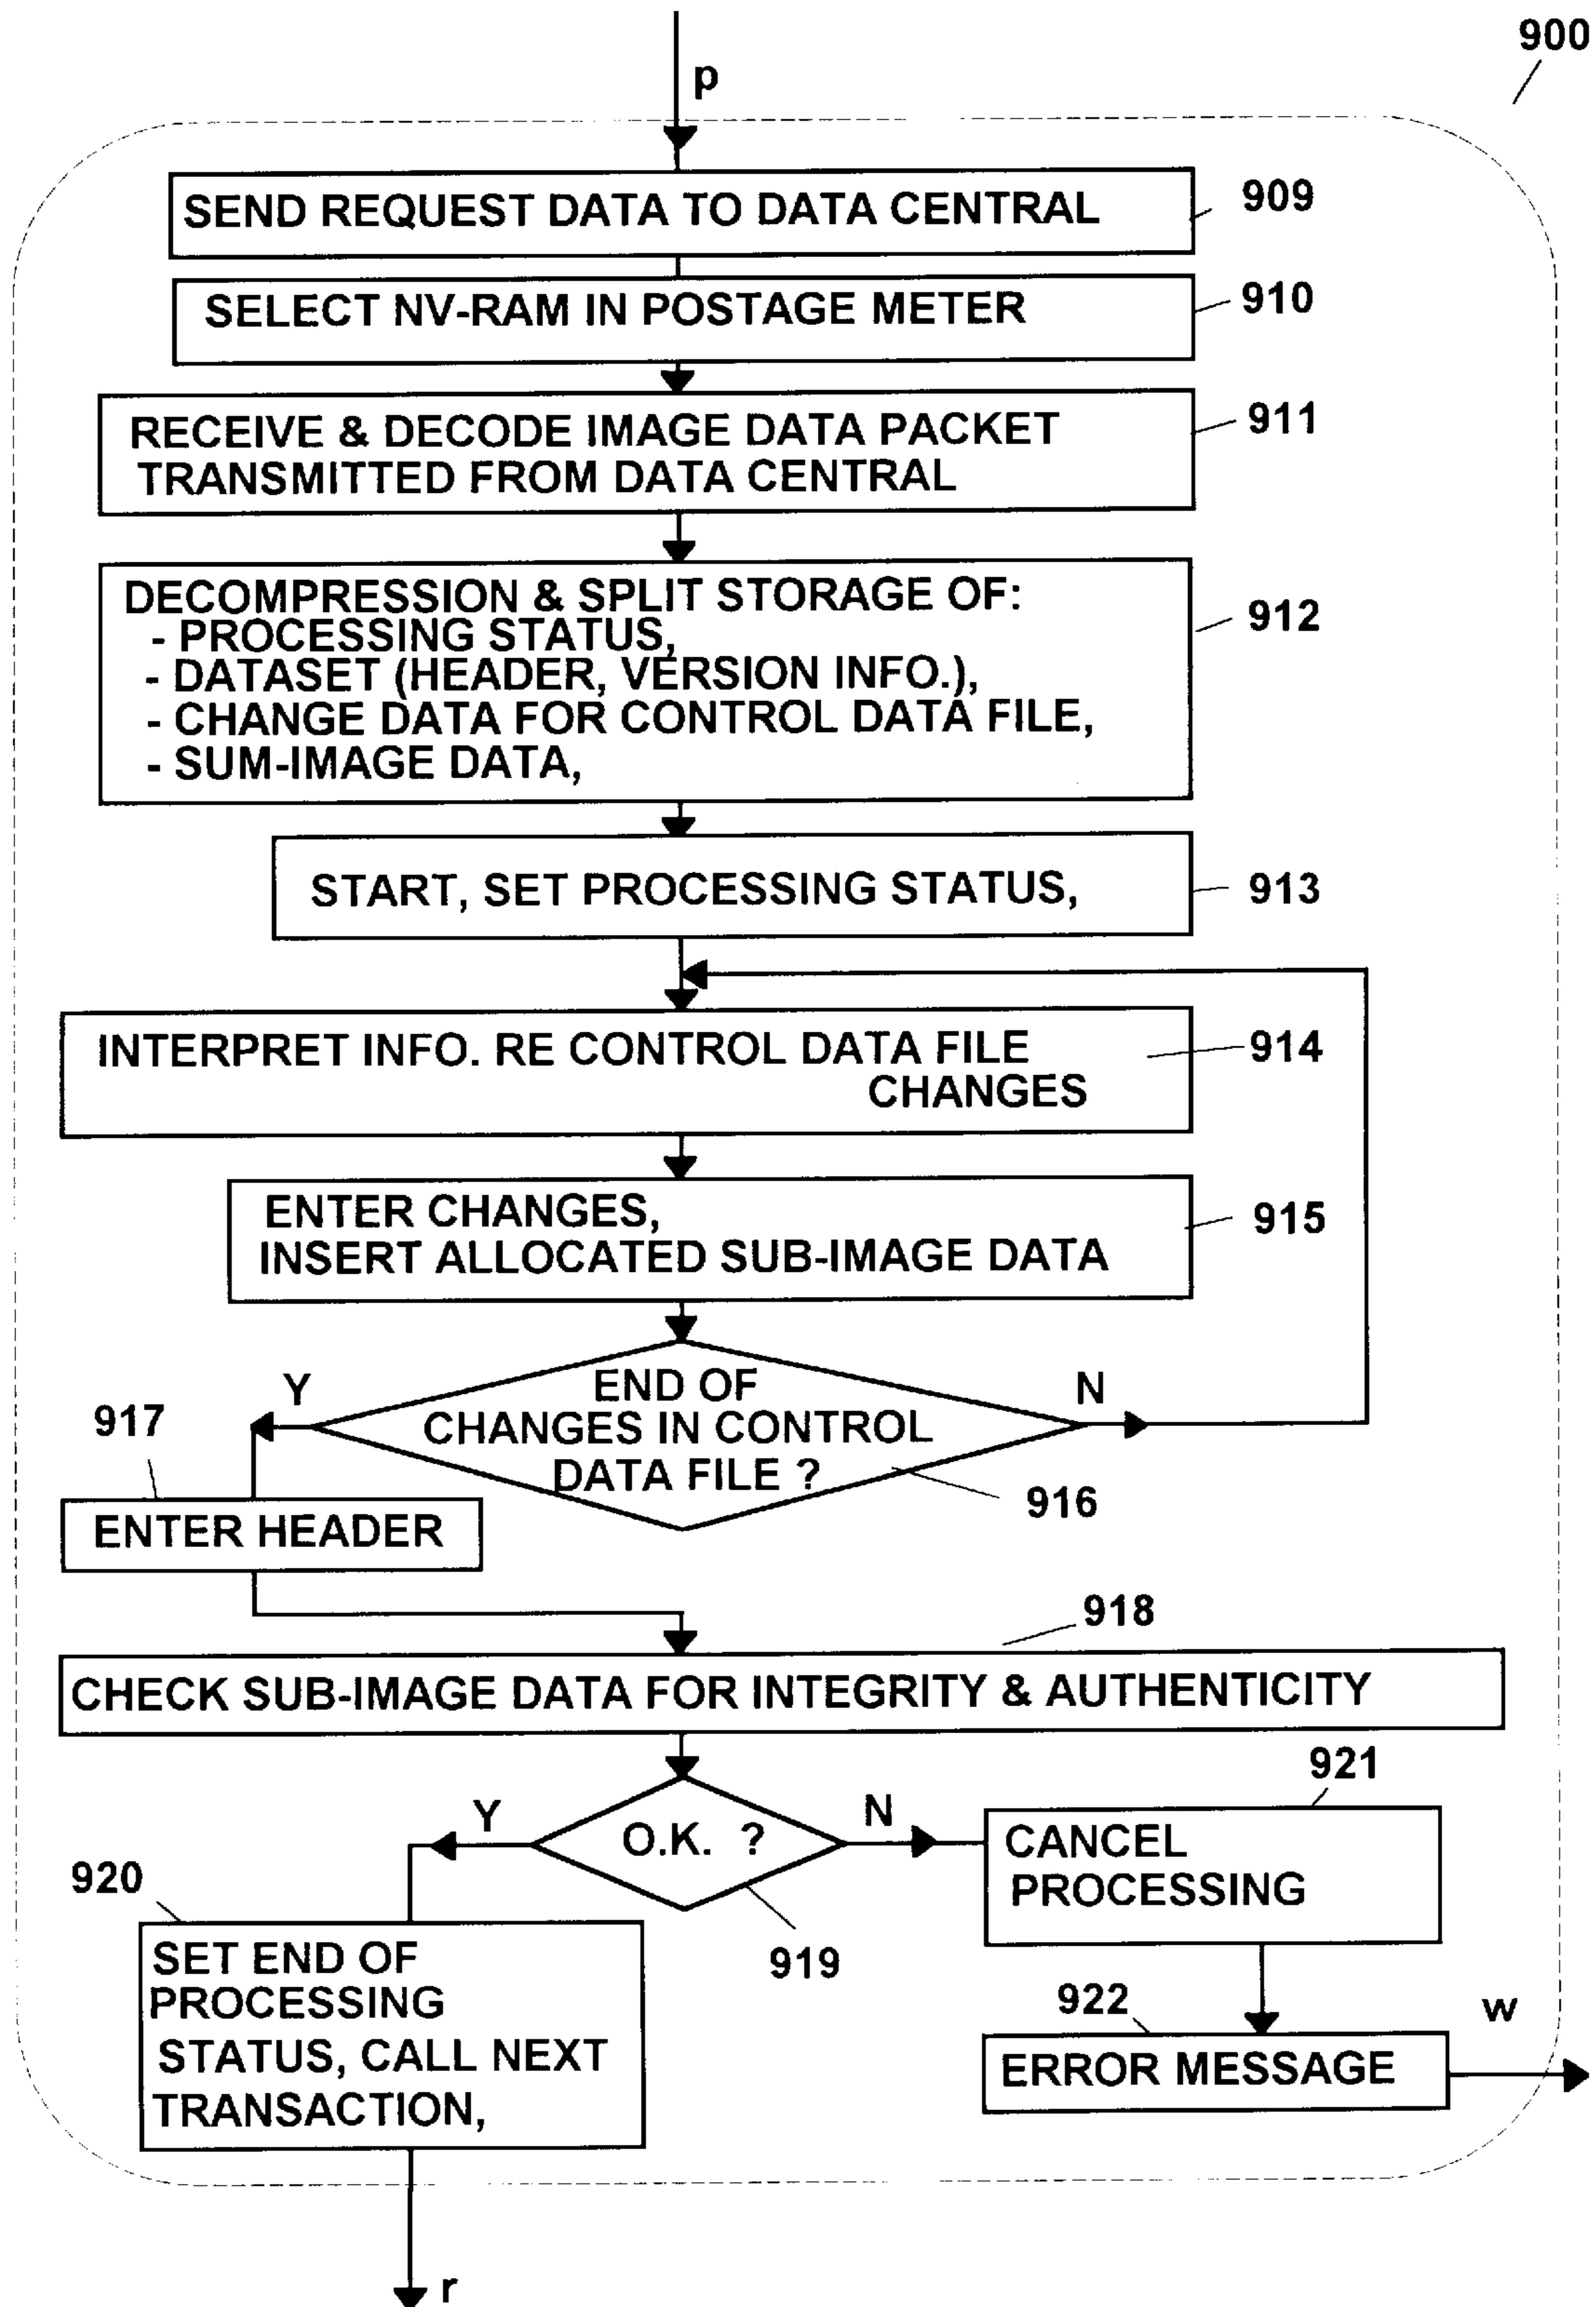 900
p
SEND REQUEST DATA TO DATA CENTRAL
909
SELECT NV-RAM IN POSTAGE METER
910
RECEIVE & DECODE IMAGE DATA PACKET
TRANSMITTED FROM DATA CENTRAL
911
DECOMPRESSION & SPLIT STORAGE OF:
- PROCESSING STATUS,
- DATASET (HEADER, VERSION INFO.),
- CHANGE DATA FOR CONTROL DATA FILE,
- SUM-IMAGE DATA,
912
START, SET PROCESSING STATUS,
913
INTERPRET INFO. RE CONTROL DATA FILE
CHANGES
914
ENTER CHANGES,
INSERT ALLOCATED SUB-IMAGE DATA
915
Y
END OF
CHANGES IN CONTROL
DATA FILE ?
N
916
917
ENTER HEADER
918
CHECK SUB-IMAGE DATA FOR INTEGRITY & AUTHENTICITY
Y
O.K. ?
N
919
921
CANCEL
PROCESSING
920
SET END OF
PROCESSING
STATUS, CALL NEXT
TRANSACTION,
922
ERROR MESSAGE
w
r